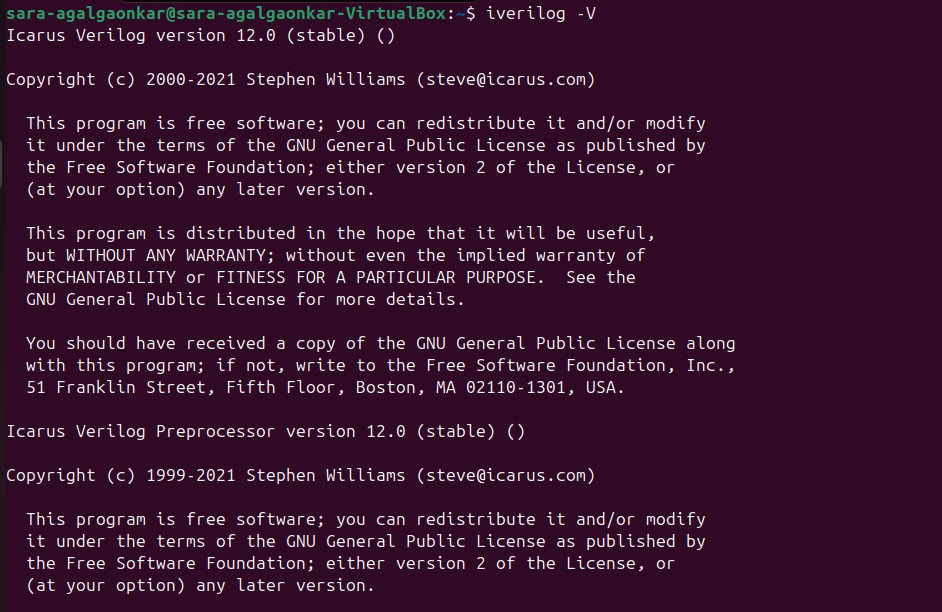 sara-agalgaonkar@sara-agalgaonkar-VirtualBox:~$ iverilog -V
Icarus Verilog version 12.0 (stable) ()
Copyright (c) 2000-2021 Stephen Williams (steve@icarus.com)
This program is free software; you can redistribute it and/or modify
it under the terms of the GNU General Public License as published by
the Free Software Foundation; either version 2 of the License, or
(at your option) any later version.
This program is distributed in the hope that it will be useful,
but WITHOUT ANY WARRANTY; without even the implied warranty of
MERCHANTABILITY or FITNESS FOR A PARTICULAR PURPOSE.  See the
GNU General Public License for more details.
You should have received a copy of the GNU General Public License along
with this program; if not, write to the Free Software Foundation, Inc.,
51 Franklin Street, Fifth Floor, Boston, MA 02110-1301, USA.
Icarus Verilog Preprocessor version 12.0 (stable) ()
Copyright (c) 1999-2021 Stephen Williams (steve@icarus.com)
This program is free software; you can redistribute it and/or modify
it under the terms of the GNU General Public License as published by
the Free Software Foundation; either version 2 of the License, or
(at your option) any later version.